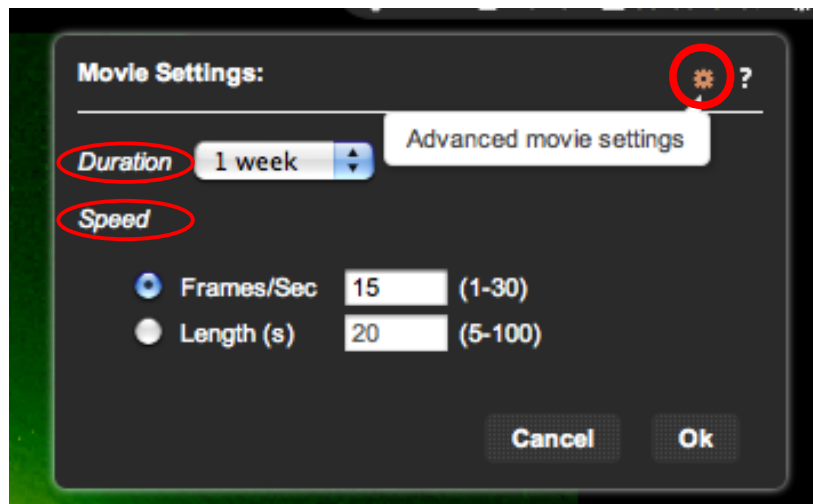 Movie Settings: ?
Advanced movie settings
Duration 1 week
Speed
Frames/Sec 15 (1-30)
Length (s) 20 (5-100)
Cancel Ok